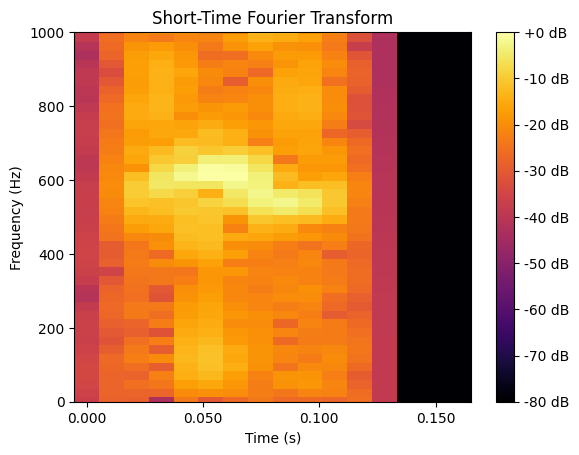 Short-Time Fourier Transform
Frequency (Hz)
1000
800
600
400
200
0
0.000 0.050 0.100 0.150
Time (s)
+0 dB
-10 dB
-20 dB
-30 dB
-40 dB
-50 dB
-60 dB
-70 dB
-80 dB